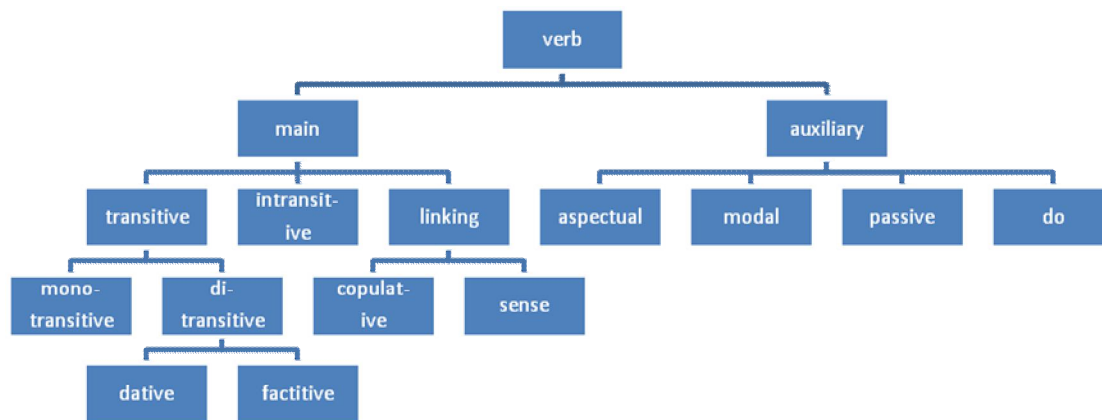 verb
main
auxiliary
transitive
intransit-
ive
linking
aspectual
modal
passive
do
mono-
transitive
di-
transitive
copulat-
ive
sense
dative
factitive